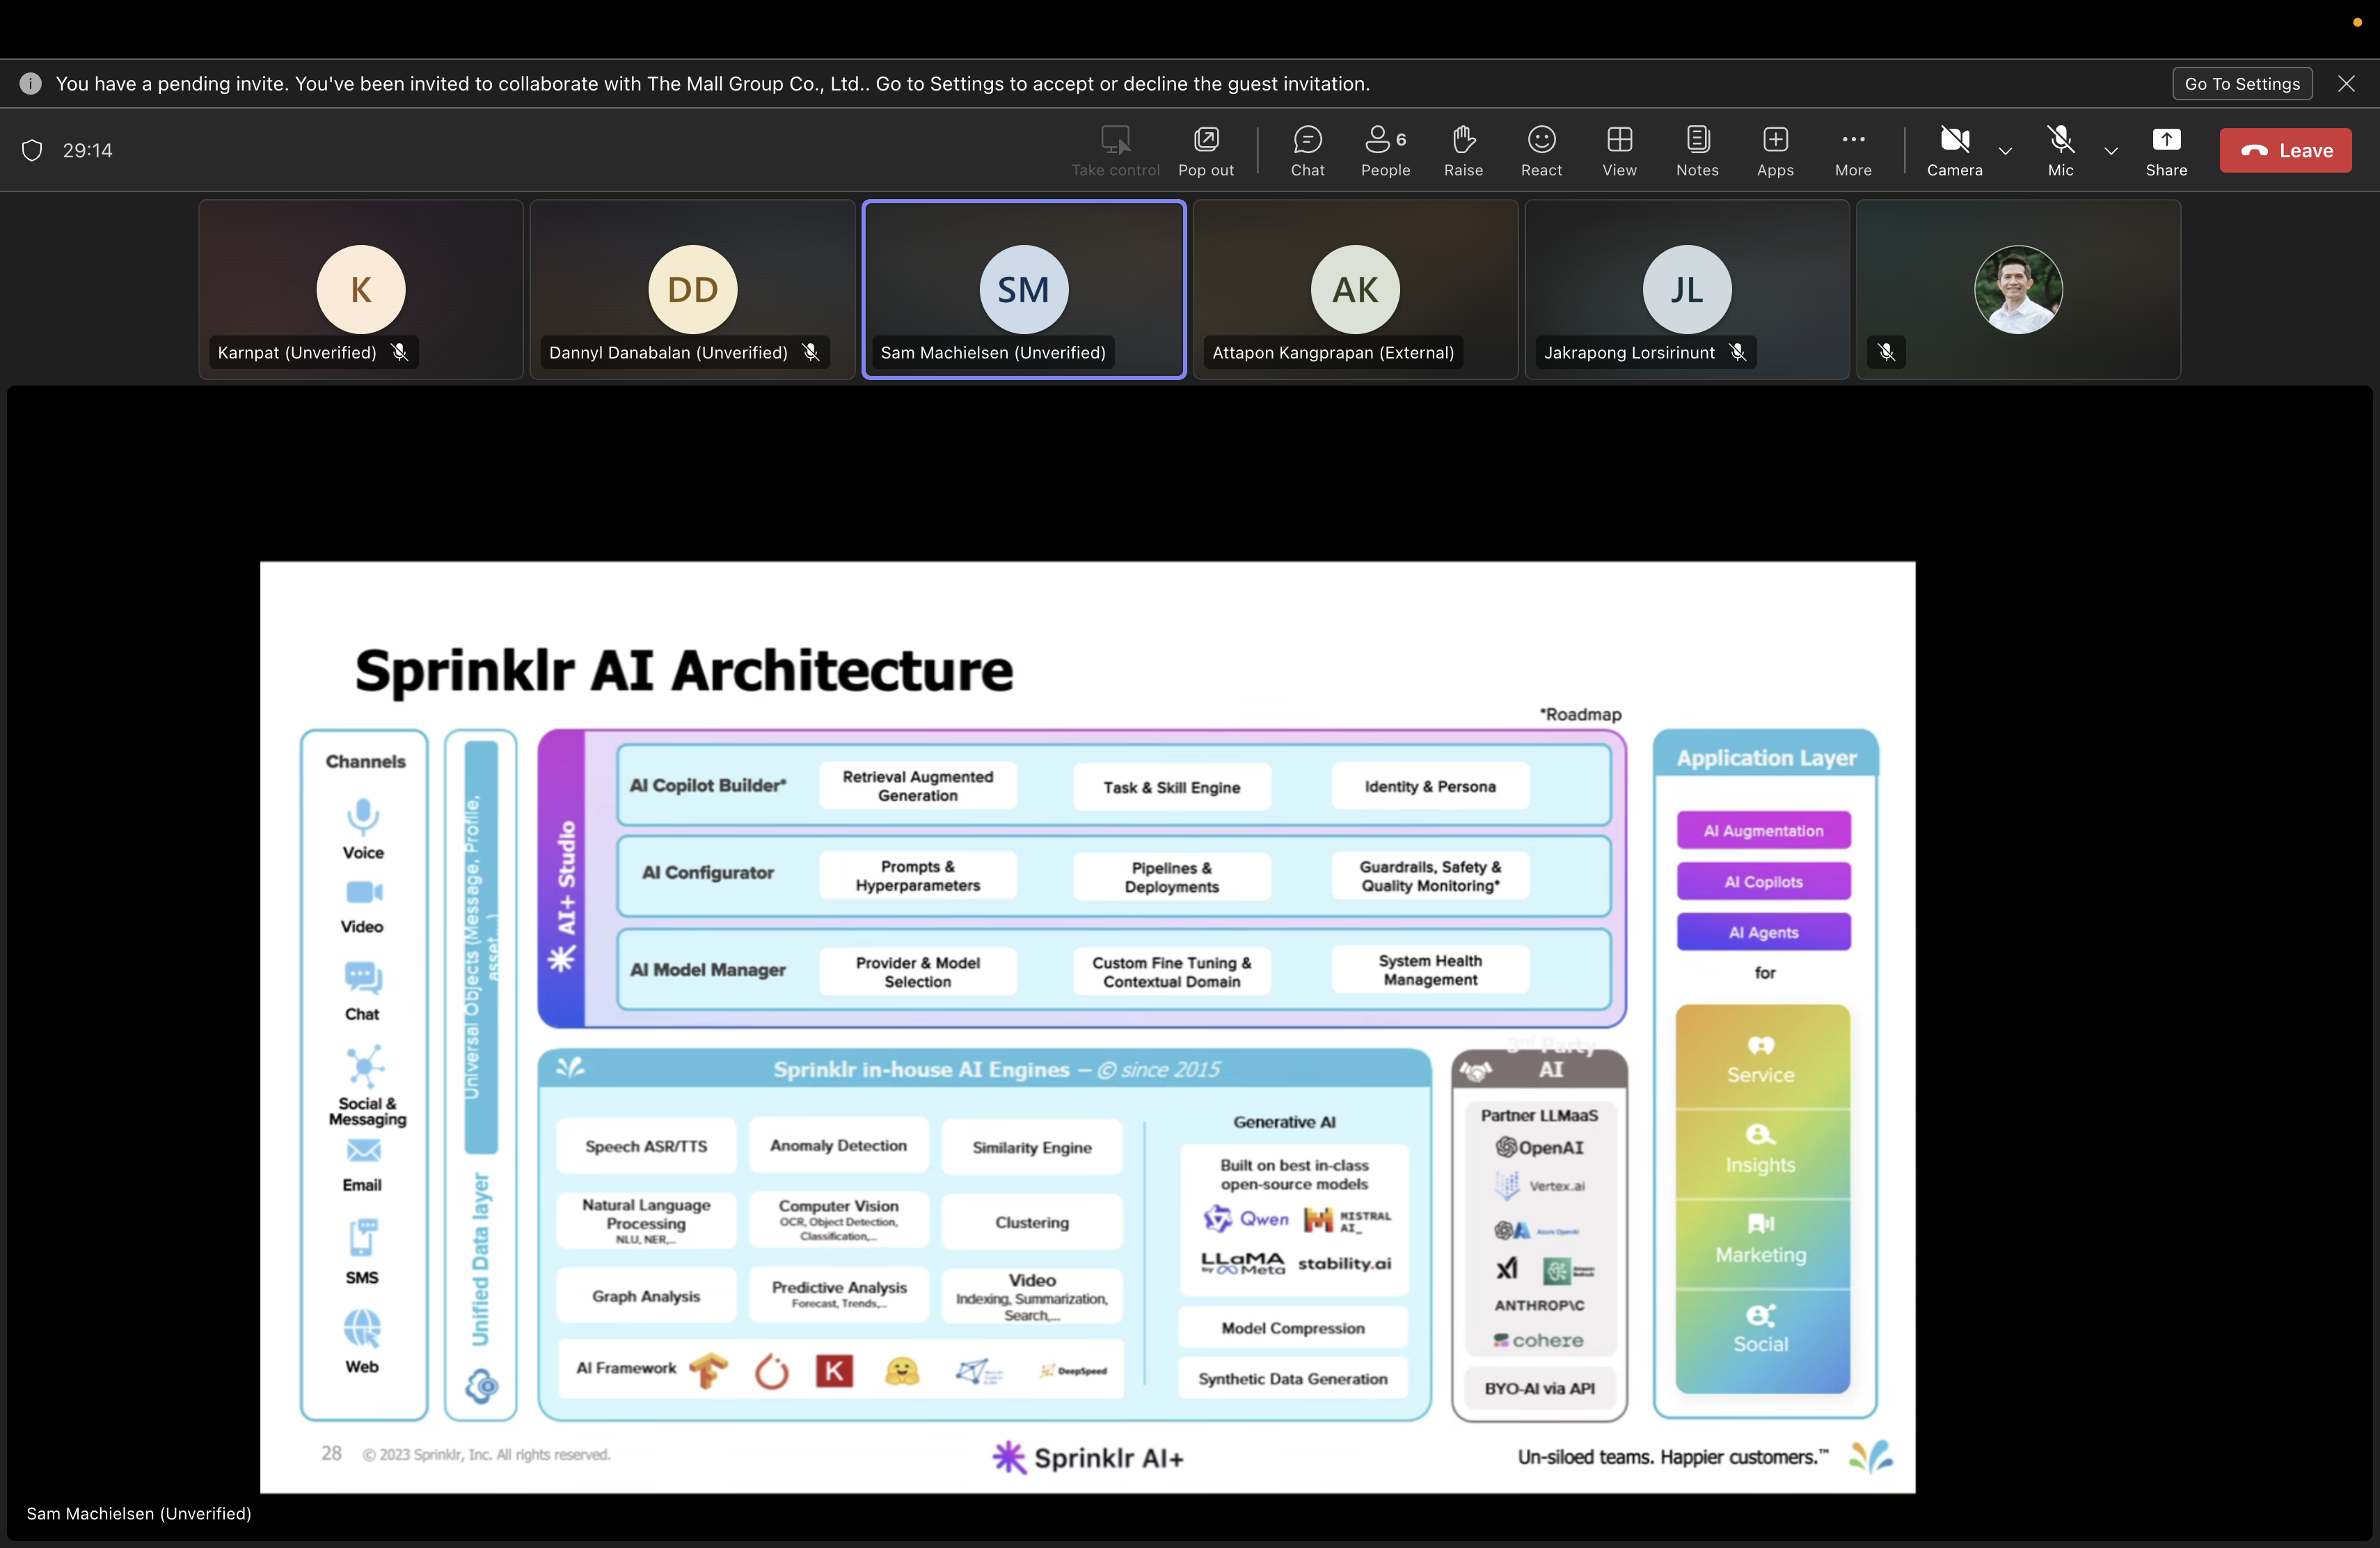 You have a pending invite. You've been invited to collaborate with The Mall Group Co., Ltd.. Go to Settings to accept or decline the guest invitation.
Go To Settings
29:14
Take control
Pop out
Chat
People
6
Raise
React
View
Notes
Apps
More
Camera
Mic
Share
Leave
K
Karnpat (Unverified)
DD
Dannyl Danabalan (Unverified)
SM
Sam Machielsen (Unverified)
AK
Attapon Kangprapan (External)
JL
Jakrapong Lorsirinunt
Sprinklr AI Architecture
*Roadmap
Channels
Voice
Video
Chat
Social &
Messaging
Email
SMS
Web
Universal Objects (Message, Profile,
asset...)
Unified Data layer
AI+ Studio
AI Copilot Builder*
Retrieval Augmented
Generation
Task & Skill Engine
Identity & Persona
AI Configurator
Prompts &
Hyperparameters
Pipelines &
Deployments
Guardrails, Safety &
Quality Monitoring*
AI Model Manager
Provider & Model
Selection
Custom Fine Tuning &
Contextual Domain
System Health
Management
Sprinklr in-house AI Engines – © since 2015
Speech ASR/TTS
Anomaly Detection
Similarity Engine
Natural Language
Processing
NLU, NER,...
Computer Vision
OCR, Object Detection,
Classification,...
Clustering
Graph Analysis
Predictive Analysis
Forecast, Trends,...
Video
Indexing, Summarization,
Search,...
AI Framework
K
DeepSpeed
Generative AI
Built on best in-class
open-source models
Qwen
MISTRAL
AI_
LLaMA
by Meta
stability.ai
Model Compression
Synthetic Data Generation
3rd Party
AI
Partner LLMaaS
OpenAI
Vertex.ai
Azure OpenAI
xI
Amazon
Bedrock
ANTHROP\C
cohere
BYO-AI via API
Application Layer
AI Augmentation
AI Copilots
AI Agents
for
Service
Insights
Marketing
Social
28
© 2023 Sprinklr, Inc. All rights reserved.
Sprinklr AI+
Un-siloed teams. Happier customers.™
Sam Machielsen (Unverified)